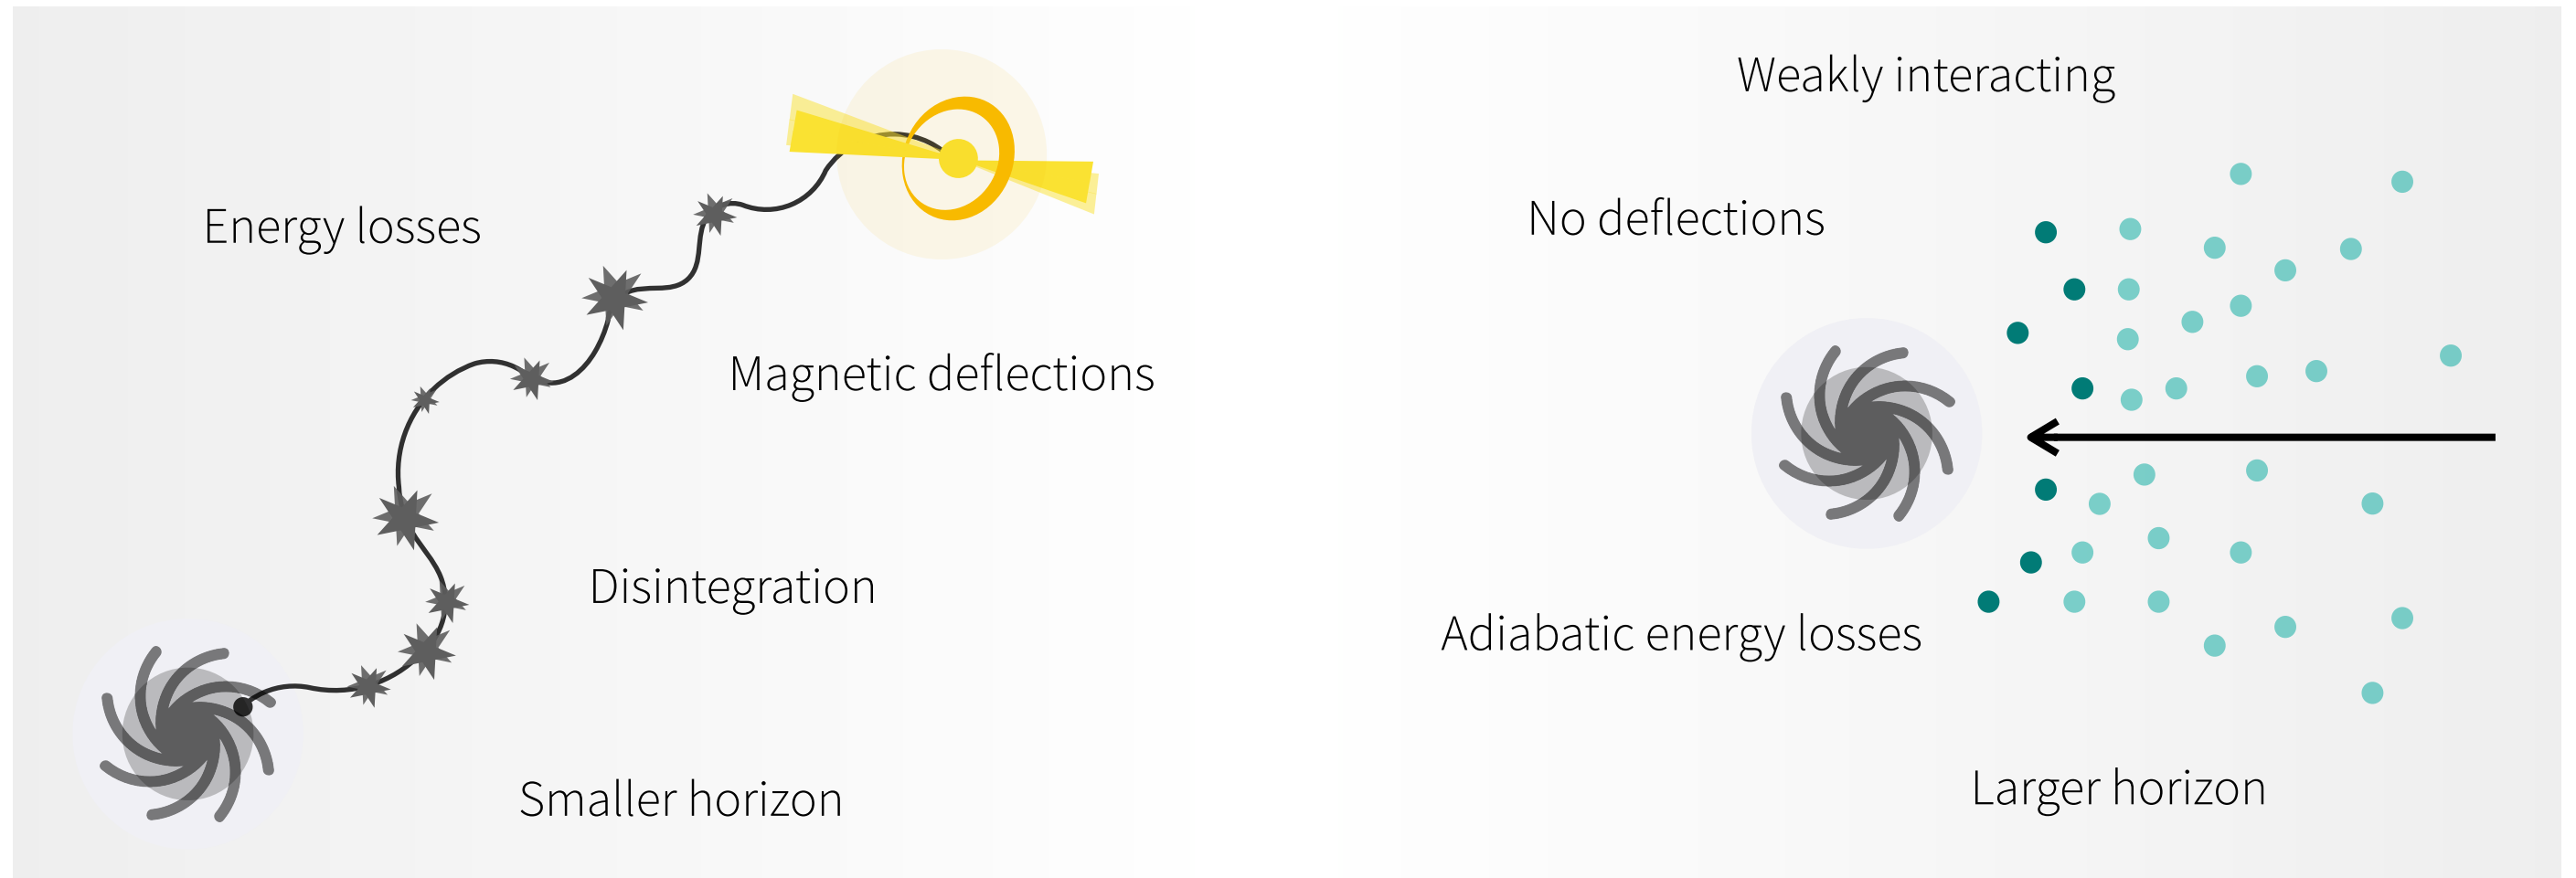 Energy losses
Magnetic deflections
Disintegration
Smaller horizon
Weakly interacting
No deflections
Adiabatic energy losses
Larger horizon